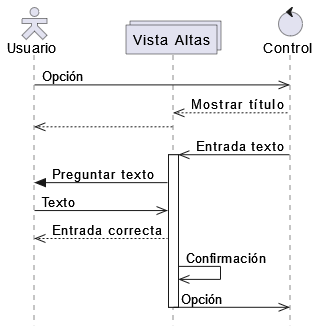 Usuario
Vista Altas
Control
Opción
Mostrar título
Entrada texto
Preguntar texto
Texto
Entrada correcta
Confirmación
Opción